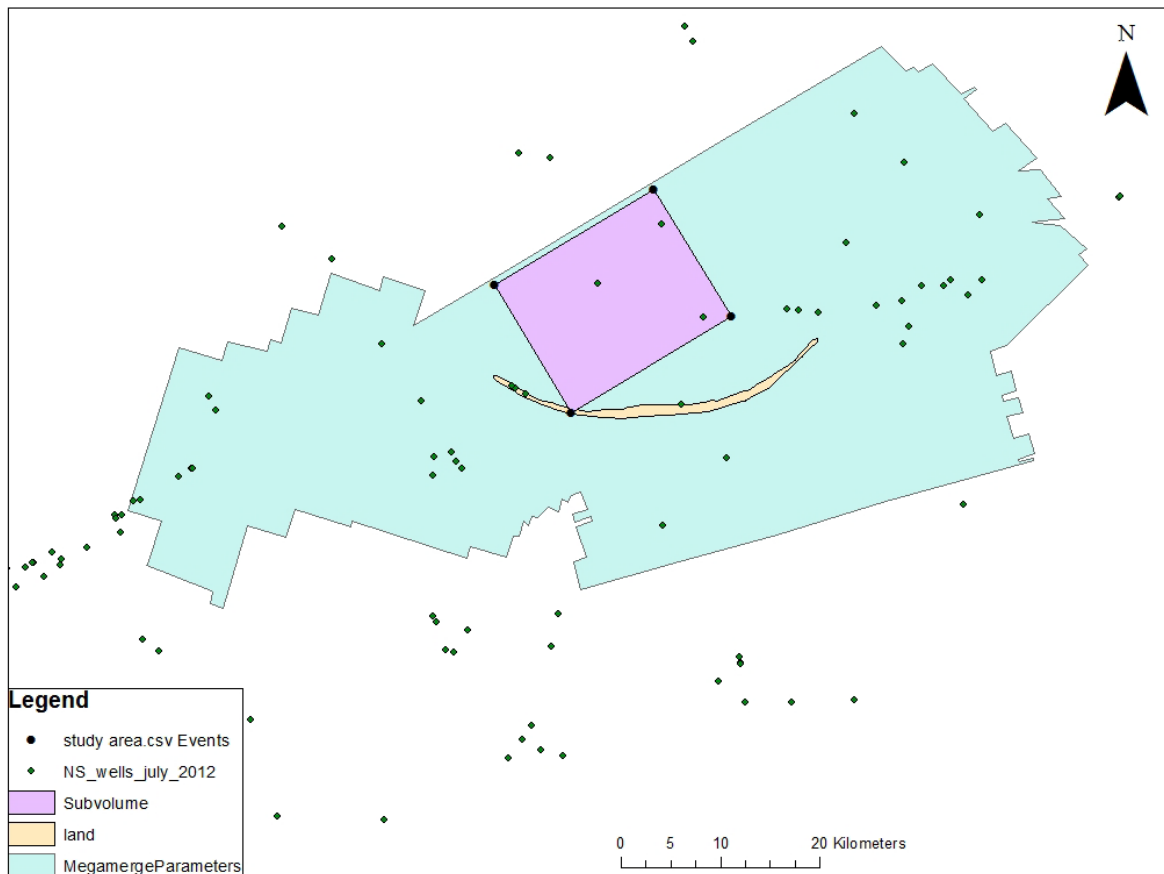 N
Legend
study area.csv Events
NS_wells_july_2012
Subvolume
land
MegamergeParameters
0 5 10 20 Kilometers